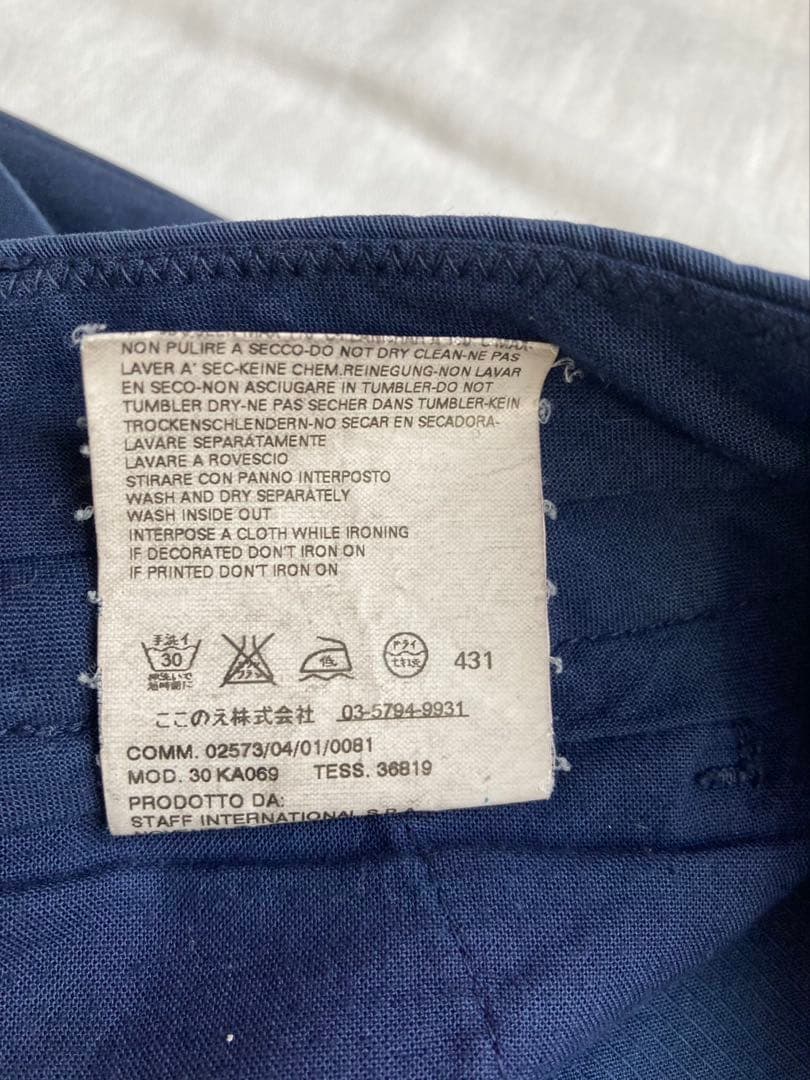 NON PULIRE A SECCO-DO NOT DRY CLEAN-NE PAS
LAVER A' SEC-KEINE CHEM.REINEGUNG-NON LAVAR
EN SECO-NON ASCIUGARE IN TUMBLER-DO NOT
TUMBLER DRY-NE PAS SECHER DANS TUMBLER-KEIN
TROCKENSCHLENDERN-NO SECAR EN SECADORA-
LAVARE SEPARATAMENTE
LAVARE A ROVESCIO
STIRARE CON PANNO INTERPOSTO
WASH AND DRY SEPARATELY
WASH INSIDE OUT
INTERPOSE A CLOTH WHILE IRONING
IF DECORATED DON'T IRON ON
IF PRINTED DON'T IRON ON
手洗イ
30
低
431
ここのえ株式会社 03-5794-9931
COMM. 02573/04/01/0081
MOD. 30 KA069 TESS. 36819
PRODOTTO DA:
STAFF INTERNATIONAL S.P.A.